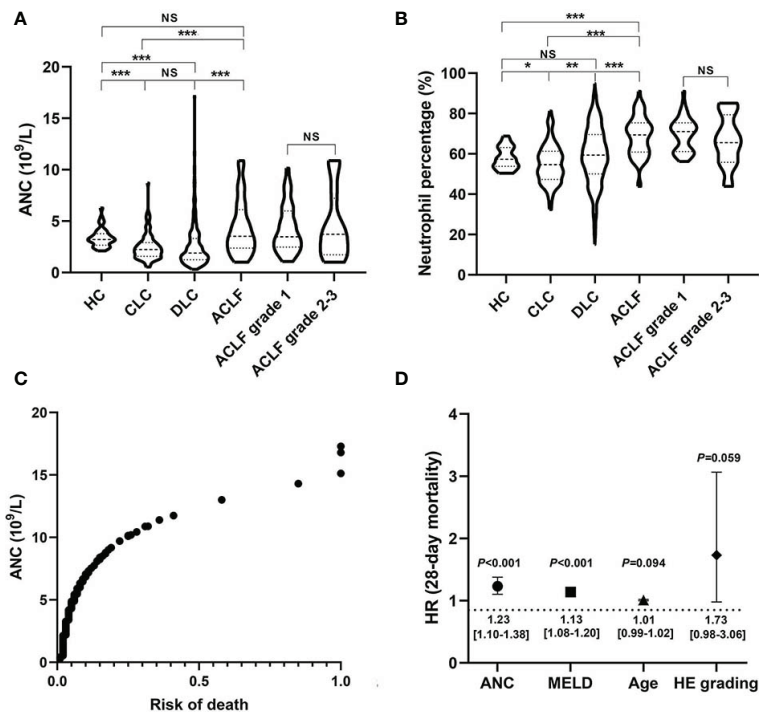 A
NS
***
***
***
NS
***
NS
ANC (10⁹/L)
20
15
10
5
0
HC
CLC
DLC
ACLF
ACLF grade 1
ACLF grade 2-3
B
***
***
NS
*
**
***
NS
Neutrophil percentage (%)
100
80
60
40
20
0
HC
CLC
DLC
ACLF
ACLF grade 1
ACLF grade 2-3
C
ANC (10⁹/L)
20
15
10
5
0
0.0
0.5
1.0
Risk of death
D
HR (28-day mortality)
4
3
2
1
0
P<0.001
P<0.001
P=0.094
P=0.059
1.23
[1.10-1.38]
1.13
[1.08-1.20]
1.01
[0.99-1.02]
1.73
[0.98-3.06]
ANC
MELD
Age
HE grading